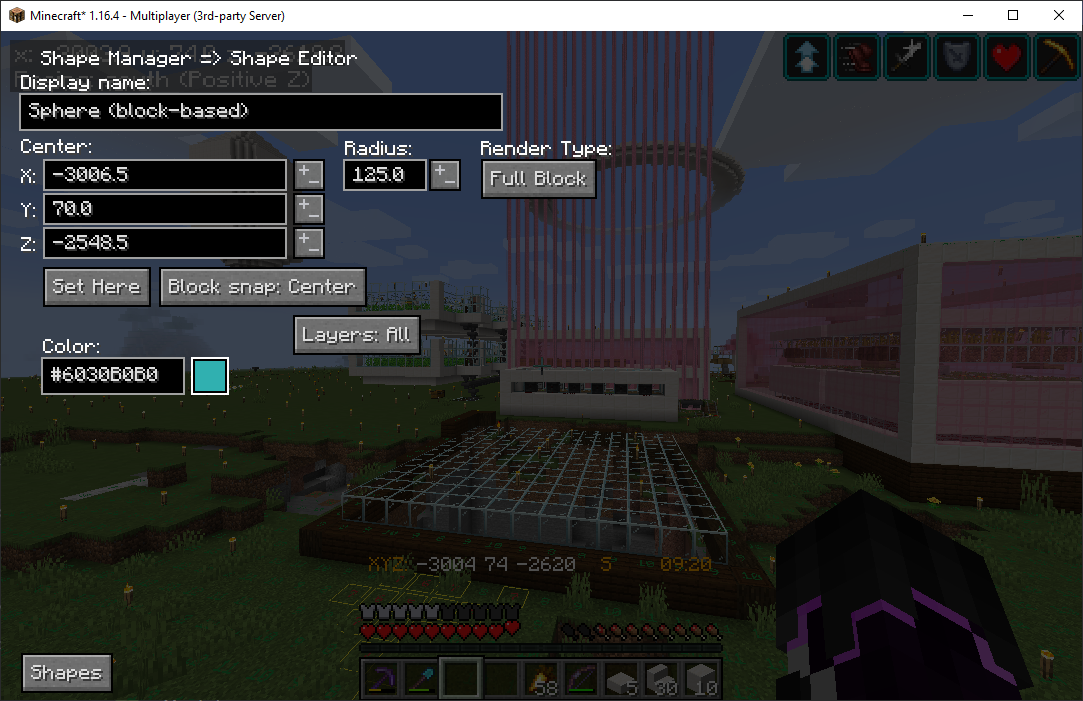 Minecraft* 1.16.4 - Multiplayer (3rd-party Server)
Shape Manager => Shape Editor
(Positive Z)
Display name:
Sphere (block-based)
Center:
Radius:
Render Type:
X: -3006.5
+
-
125.0
+
-
Full Block
Y: 70.0
+
-
Z: -2548.5
+
-
Set Here
Block snap: Center
Layers: All
Color:
#6030B0B0
XYZ: -3004 74 -2620 S 09:20
Shapes
58
5
30
10